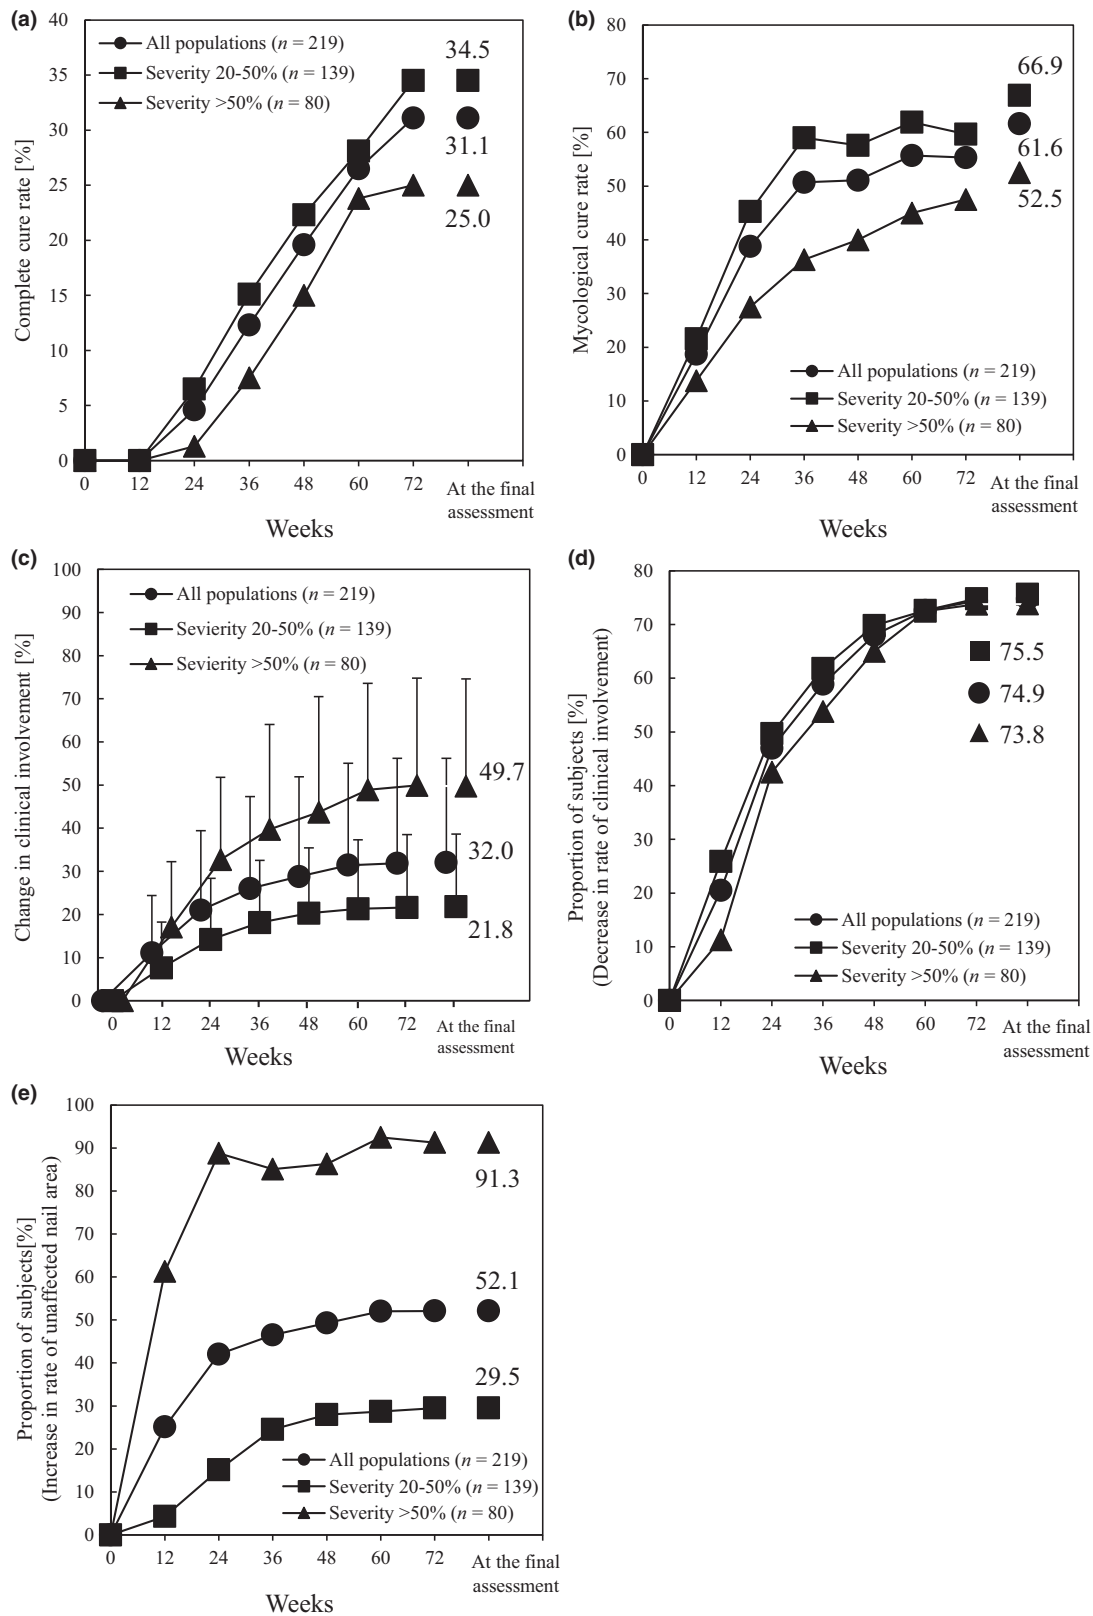 (a)
Complete cure rate [%]
40
35
30
25
20
15
10
5
0
All populations (n = 219)
Severity 20-50% (n = 139)
Severity >50% (n = 80)
34.5
31.1
25.0
0 12 24 36 48 60 72 At the final
assessment
Weeks
(b)
Mycological cure rate [%]
80
70
60
50
40
30
20
10
0
66.9
61.6
52.5
All populations (n = 219)
Severity 20-50% (n = 139)
Severity >50% (n = 80)
0 12 24 36 48 60 72 At the final
assessment
Weeks
(c)
Change in clinical involvement [%]
100
90
80
70
60
50
40
30
20
10
0
All populations (n = 219)
Sevierity 20-50% (n = 139)
Sevierity >50% (n = 80)
49.7
32.0
21.8
0 12 24 36 48 60 72 At the final
assessment
Weeks
(d)
Proportion of subjects [%]
(Decrease in rate of clinical involvement)
80
70
60
50
40
30
20
10
0
75.5
74.9
73.8
All populations (n = 219)
Severity 20-50% (n = 139)
Severity >50% (n = 80)
0 12 24 36 48 60 72 At the final
assessment
Weeks
(e)
Proportion of subjects[%]
(Increase in rate of unaffected nail area)
100
90
80
70
60
50
40
30
20
10
0
91.3
52.1
29.5
All populations (n = 219)
Severity 20-50% (n = 139)
Severity >50% (n = 80)
0 12 24 36 48 60 72 At the final
assessment
Weeks